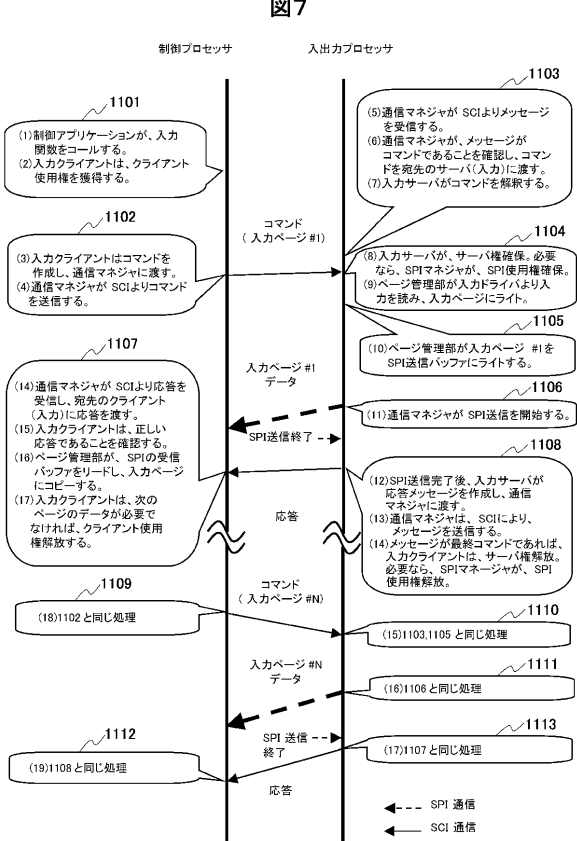 図7
制御プロセッサ
入出力プロセッサ
1101
(1)制御アプリケーションが、入力
関数をコールする。
(2)入力クライアントは、クライアント
使用権を獲得する。
1103
(5)通信マネジャが SCIよりメッセージ
を受信する。
(6)通信マネジャが、メッセージが
コマンドであることを確認し、コマン
ドを宛先のサーバ(入力)に渡す。
(7)入力サーバがコマンドを解釈する。
1102
(3)入力クライアントはコマンドを
作成し、通信マネジャに渡す。
(4)通信マネジャが SCIよりコマンド
を送信する。
コマンド
(入力ページ #1)
1104
(8)入力サーバが、サーバ権確保。必要
なら、SPIマネジャが、SPI使用権確保。
(9)ページ管理部が入力ドライバより入
力を読み、入力ページにライト。
1105
(10)ページ管理部が入力ページ #1を
SPI送信バッファにライトする。
1107
(14)通信マネジャが SCIより応答を
受信し、宛先のクライアント
(入力)に応答を渡す。
(15)入力クライアントは、正しい
応答であることを確認する。
(16)ページ管理部が、SPIの受信
バッファをリードし、入力ページ
にコピーする。
(17)入力クライアントは、次の
ページのデータが必要で
なければ、クライアント使用
権解放する。
入力ページ #1
データ
1106
(11)通信マネジャが SPI送信を開始する。
SPI送信終了
1108
(12)SPI送信完了後、入力サーバが
応答メッセージを作成し、通信
マネジャに渡す。
(13)通信マネジャは、SCIにより、
メッセージを送信する。
(14)メッセージが最終コマンドであれば、
入力クライアントは、サーバ権解放。
必要なら、SPIマネージャが、SPI
使用権解放。
応答
1109
(18)1102 と同じ処理
コマンド
(入力ページ #N)
1110
(15)1103,1105 と同じ処理
入力ページ #N
データ
1111
(16)1106 と同じ処理
1112
(19)1108 と同じ処理
SPI 送信
終了
1113
(17)1107 と同じ処理
応答
SPI 通信
SCI 通信